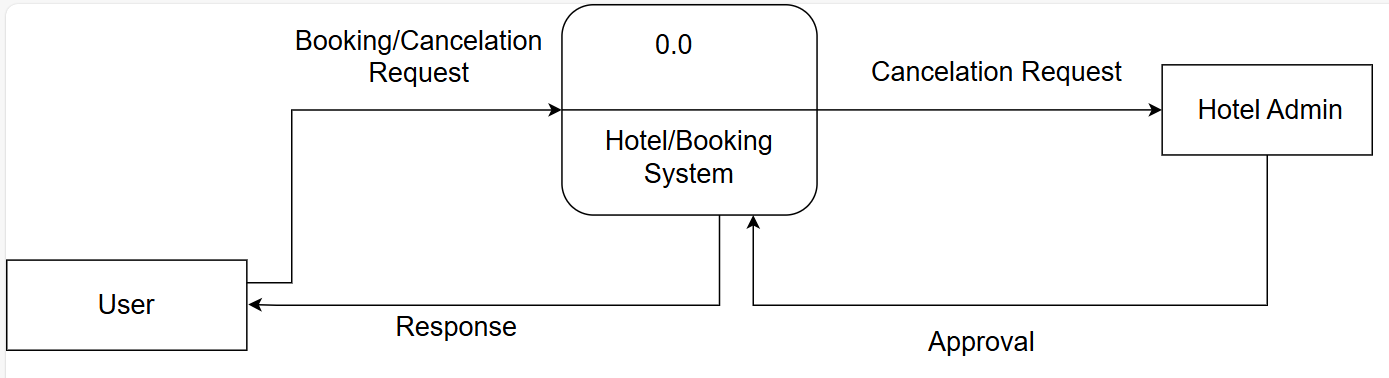 Booking/Cancelation
Request
0.0
Hotel/Booking
System
Cancelation Request
Hotel Admin
User
Response
Approval